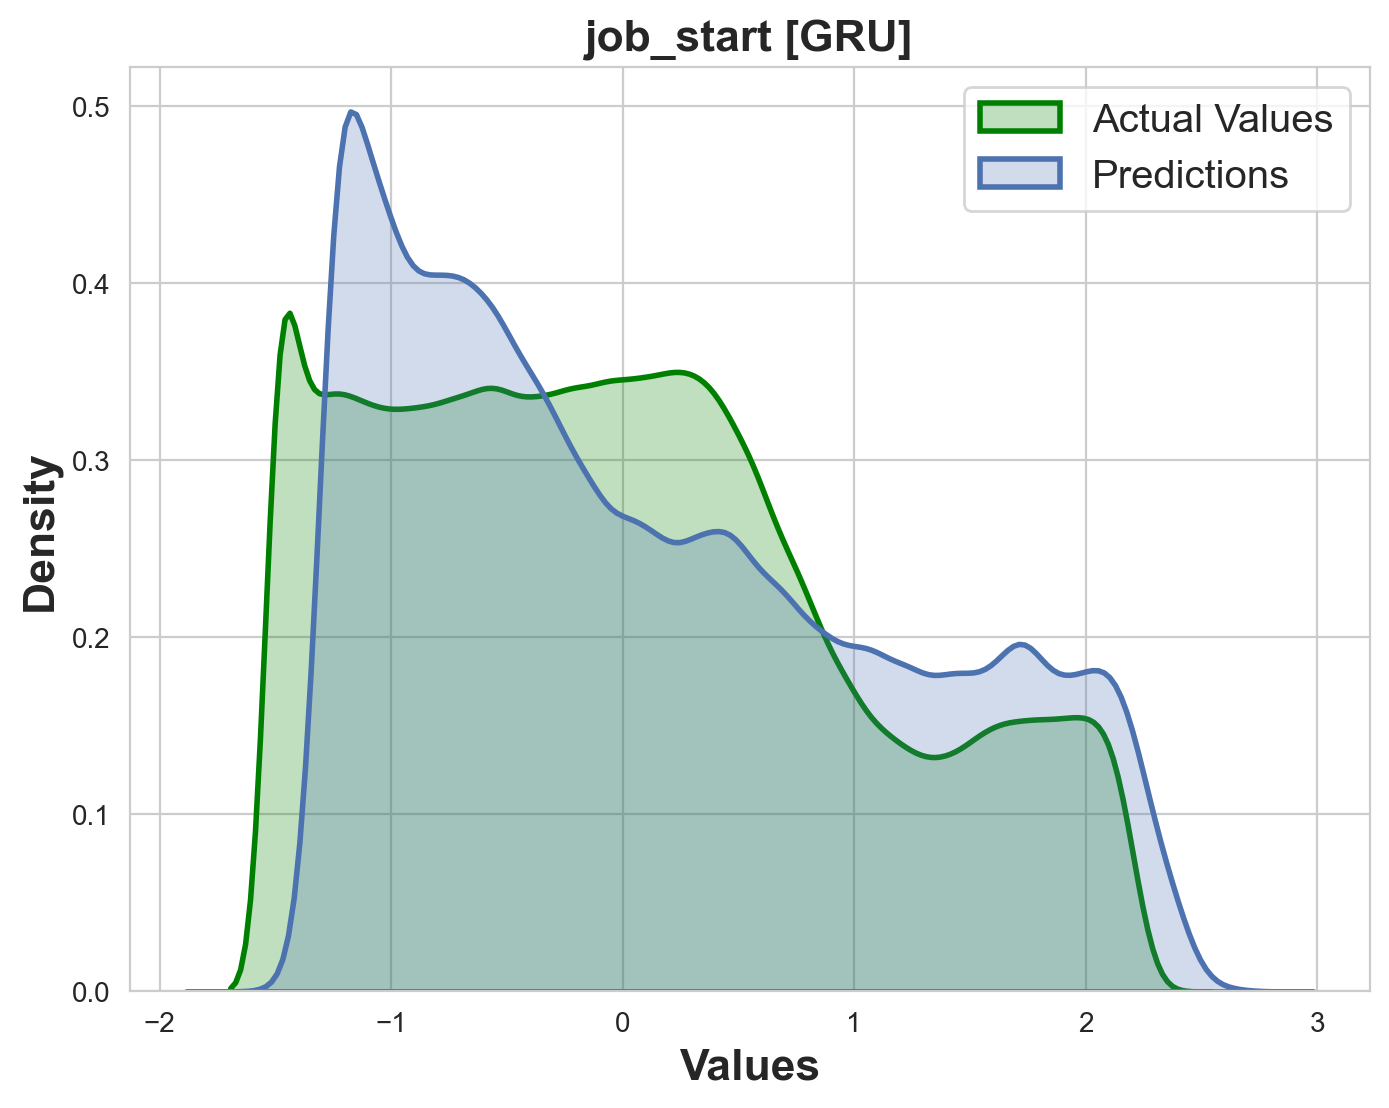 job_start [GRU]
Actual Values
Predictions
0.5
0.4
0.3
0.2
0.1
0.0
Density
−2 −1 0 1 2 3
Values